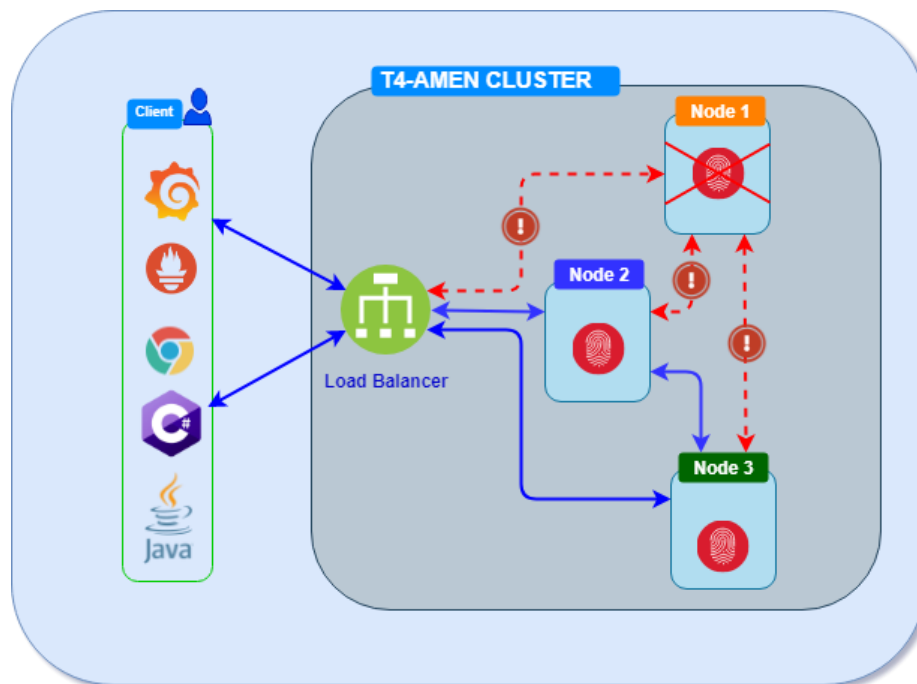 T4-AMEN CLUSTER
Client
Node 1
!
!
Node 2
!
Load Balancer
C#
Node 3
Java